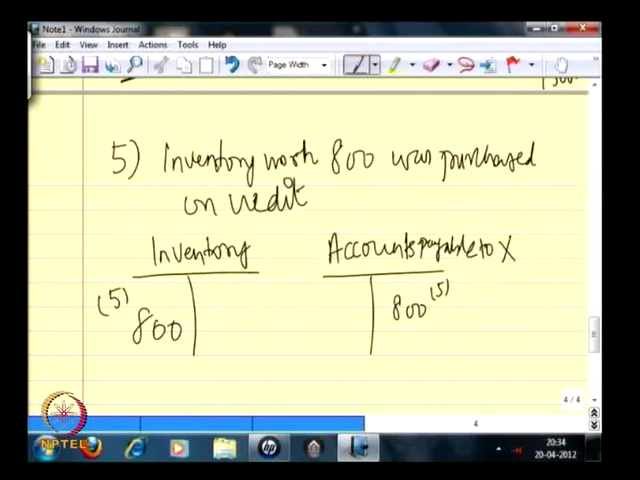 Note1 - Windows Journal
File Edit View Insert Actions Tools Help
Page Width
5) Inventory worth 800 was purchased
on credit
Inventory Accounts payable to X
(5) 800 800 (5)
4 / 4
4
NPTEL
hp
20:34
20-04-2012